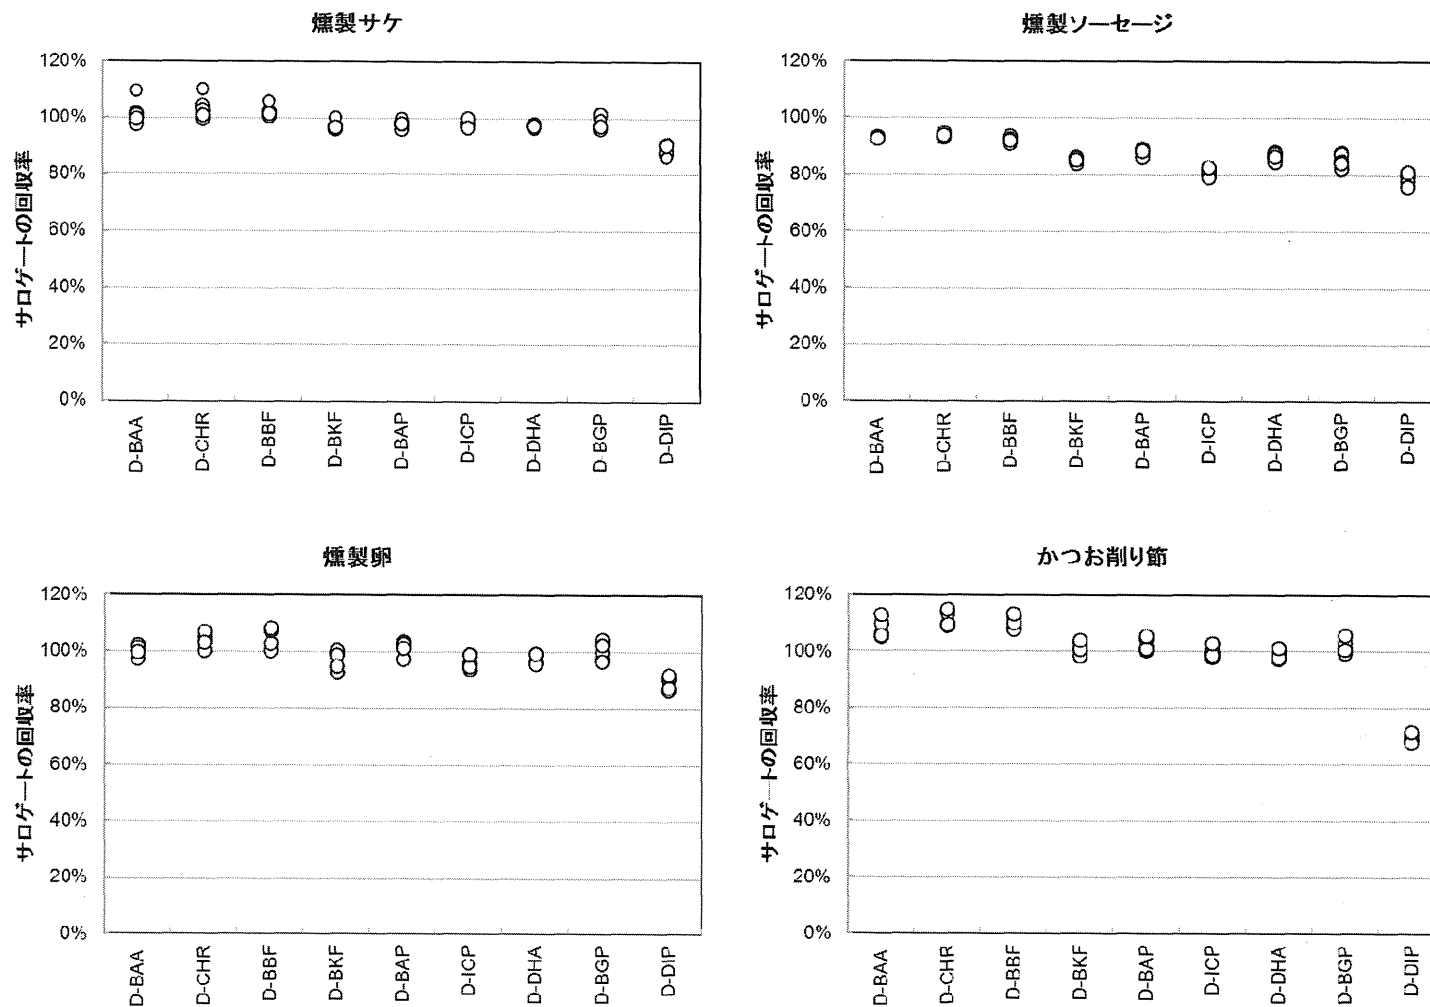 燻製サケ
サロゲートの回収率
120%
100%
80%
60%
40%
20%
0%
D-BAA
D-CHR
D-BBF
D-BKF
D-BAP
D-ICP
D-DHA
D-BGP
D-DIP
燻製ソーセージ
サロゲートの回収率
120%
100%
80%
60%
40%
20%
0%
D-BAA
D-CHR
D-BBF
D-BKF
D-BAP
D-ICP
D-DHA
D-BGP
D-DIP
燻製卵
サロゲートの回収率
120%
100%
80%
60%
40%
20%
0%
D-BAA
D-CHR
D-BBF
D-BKF
D-BAP
D-ICP
D-DHA
D-BGP
D-DIP
かつお削り節
サロゲートの回収率
120%
100%
80%
60%
40%
20%
0%
D-BAA
D-CHR
D-BBF
D-BKF
D-BAP
D-ICP
D-DHA
D-BGP
D-DIP